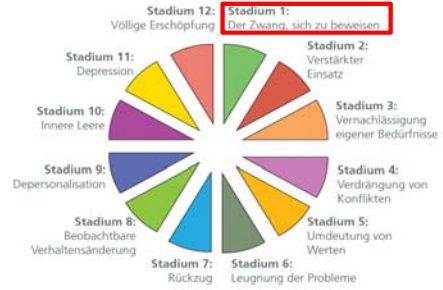 Stadium 1:
Der Zwang, sich zu beweisen
Stadium 2:
Verstärkter
Einsatz
Stadium 3:
Vernachlässigung
eigener Bedürfnisse
Stadium 4:
Verdrängung von
Konflikten
Stadium 5:
Umdeutung von
Werten
Stadium 6:
Leugnung der Probleme
Stadium 7:
Rückzug
Stadium 8:
Beobachtbare
Verhaltensänderung
Stadium 9:
Depersonalisation
Stadium 10:
Innere Leere
Stadium 11:
Depression
Stadium 12:
Völlige Erschöpfung